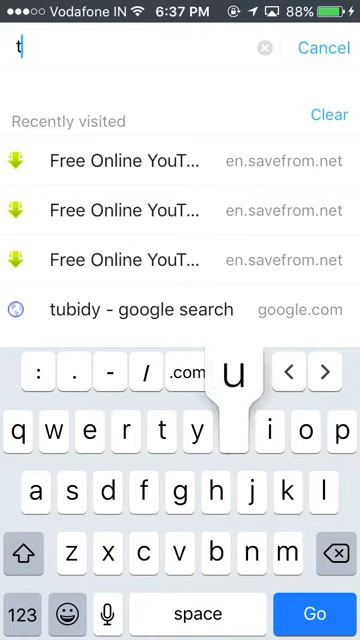 Vodafone IN 6:37 PM 88%
t Cancel
Recently visited Clear
Free Online YouT... en.savefrom.net
Free Online YouT... en.savefrom.net
Free Online YouT... en.savefrom.net
tubidy - google search google.com
: . - / .com u < >
q w e r t y i o p
a s d f g h j k l
z x c v b n m
123 space Go